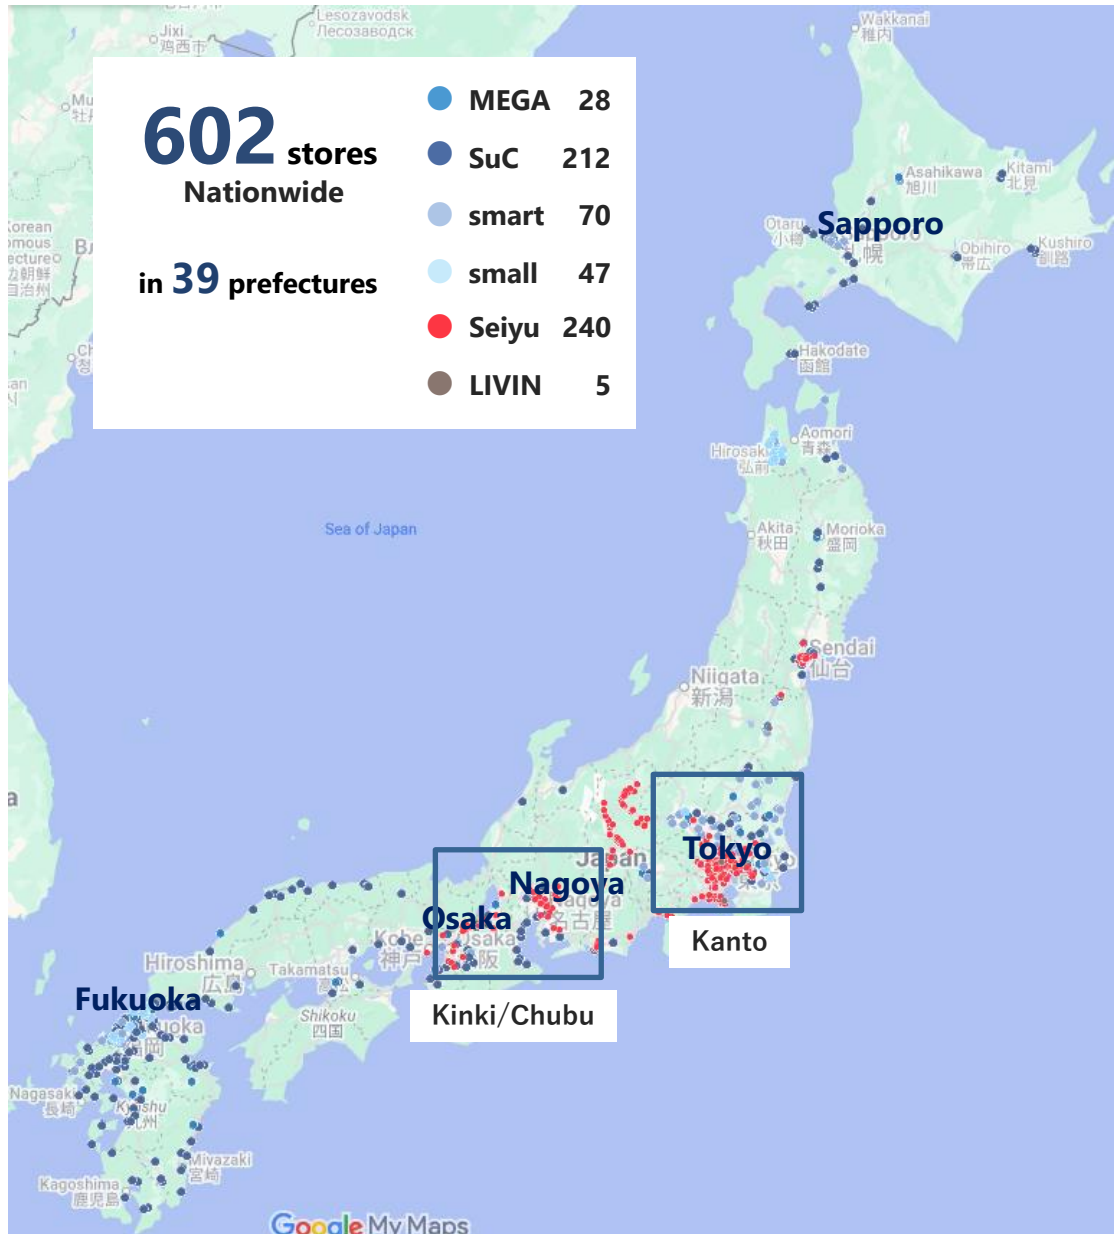 Lesozavodsk
Лесозаводск
Jixi
鸡西市
Wakkanai
稚内
602 stores
Nationwide
in 39 prefectures
MEGA 28
SuC 212
smart 70
small 47
Seiyu 240
LIVIN 5
Asahikawa
旭川
Kitami
北見
Otaru
小樽
Sapporo
札幌
Obihiro
帯広
Kushiro
釧路
Hakodate
函館
Aomori
青森
Hirosaki
弘前
Sea of Japan
Akita
秋田
Morioka
盛岡
Sendai
仙台
Niigata
新潟
Japan
Tokyo
Nagoya
名古屋
Osaka
Kobe
神戸
Osaka
Kanto
Kinki/Chubu
Hiroshima
広島
Takamatsu
高松
Shikoku
四国
Fukuoka
Nagasaki
長崎
Kyushu
九州
Miyazaki
宮崎
Kagoshima
鹿児島
Google My Maps